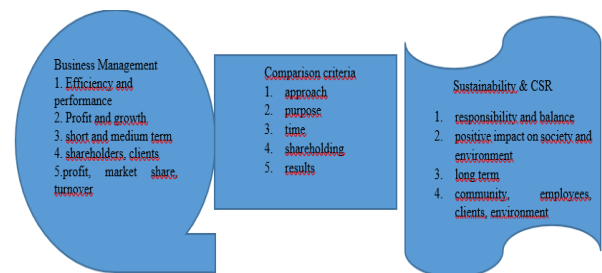 Business Management
1. Efficiency and
performance
2. Profit and growth
3. short and medium term
4. shareholders, clients
5.profit, market share,
turnover
Comparison criteria
1. approach
2. purpose
3. time
4. shareholding
5. results
Sustainability & CSR
1. responsibility and balance
2. positive impact on society and
environment
3. long term
4. community, employees,
clients, environment